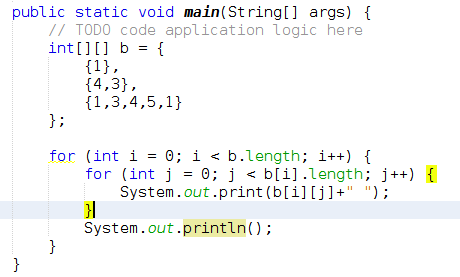 public static void main(String[] args) {
    // TODO code application logic here
    int[][] b = {
        {1},
        {4,3},
        {1,3,4,5,1}
    };
    for (int i = 0; i < b.length; i++) {
        for (int j = 0; j < b[i].length; j++) {
            System.out.print(b[i][j]+" ");
        }
        System.out.println();
    }
}